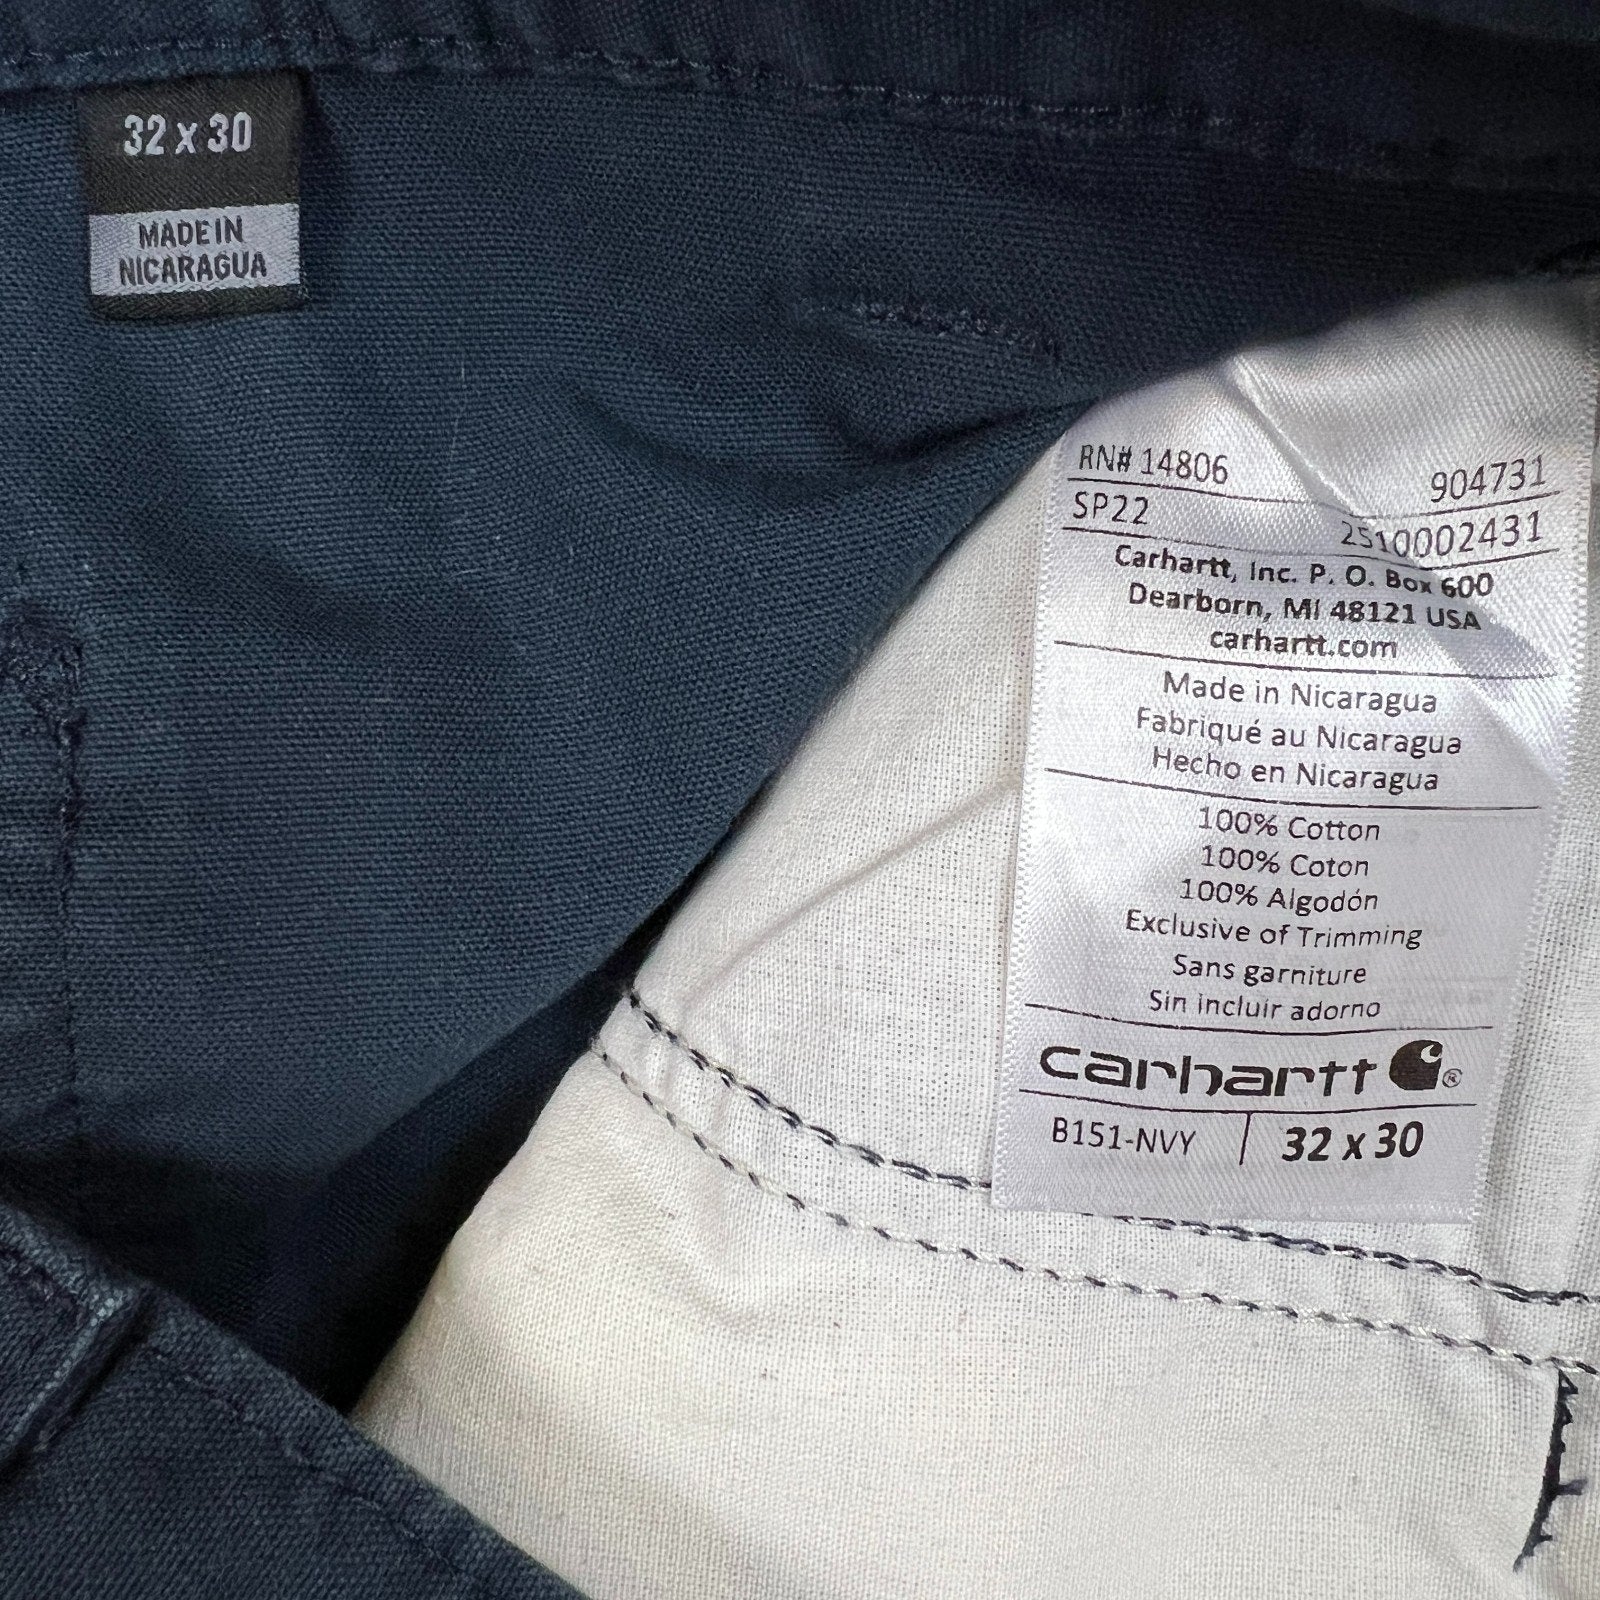 32 x 30
MADE IN
NICARAGUA
RN# 14806 904731
SP22 2510002431
Carhartt, Inc. P. O. Box 600
Dearborn, MI 48121 USA
carhartt.com
Made in Nicaragua
Fabriqué au Nicaragua
Hecho en Nicaragua
100% Cotton
100% Coton
100% Algodón
Exclusive of Trimming
Sans garniture
Sin incluir adorno
carhartt ®
B151-NVY 32 x 30